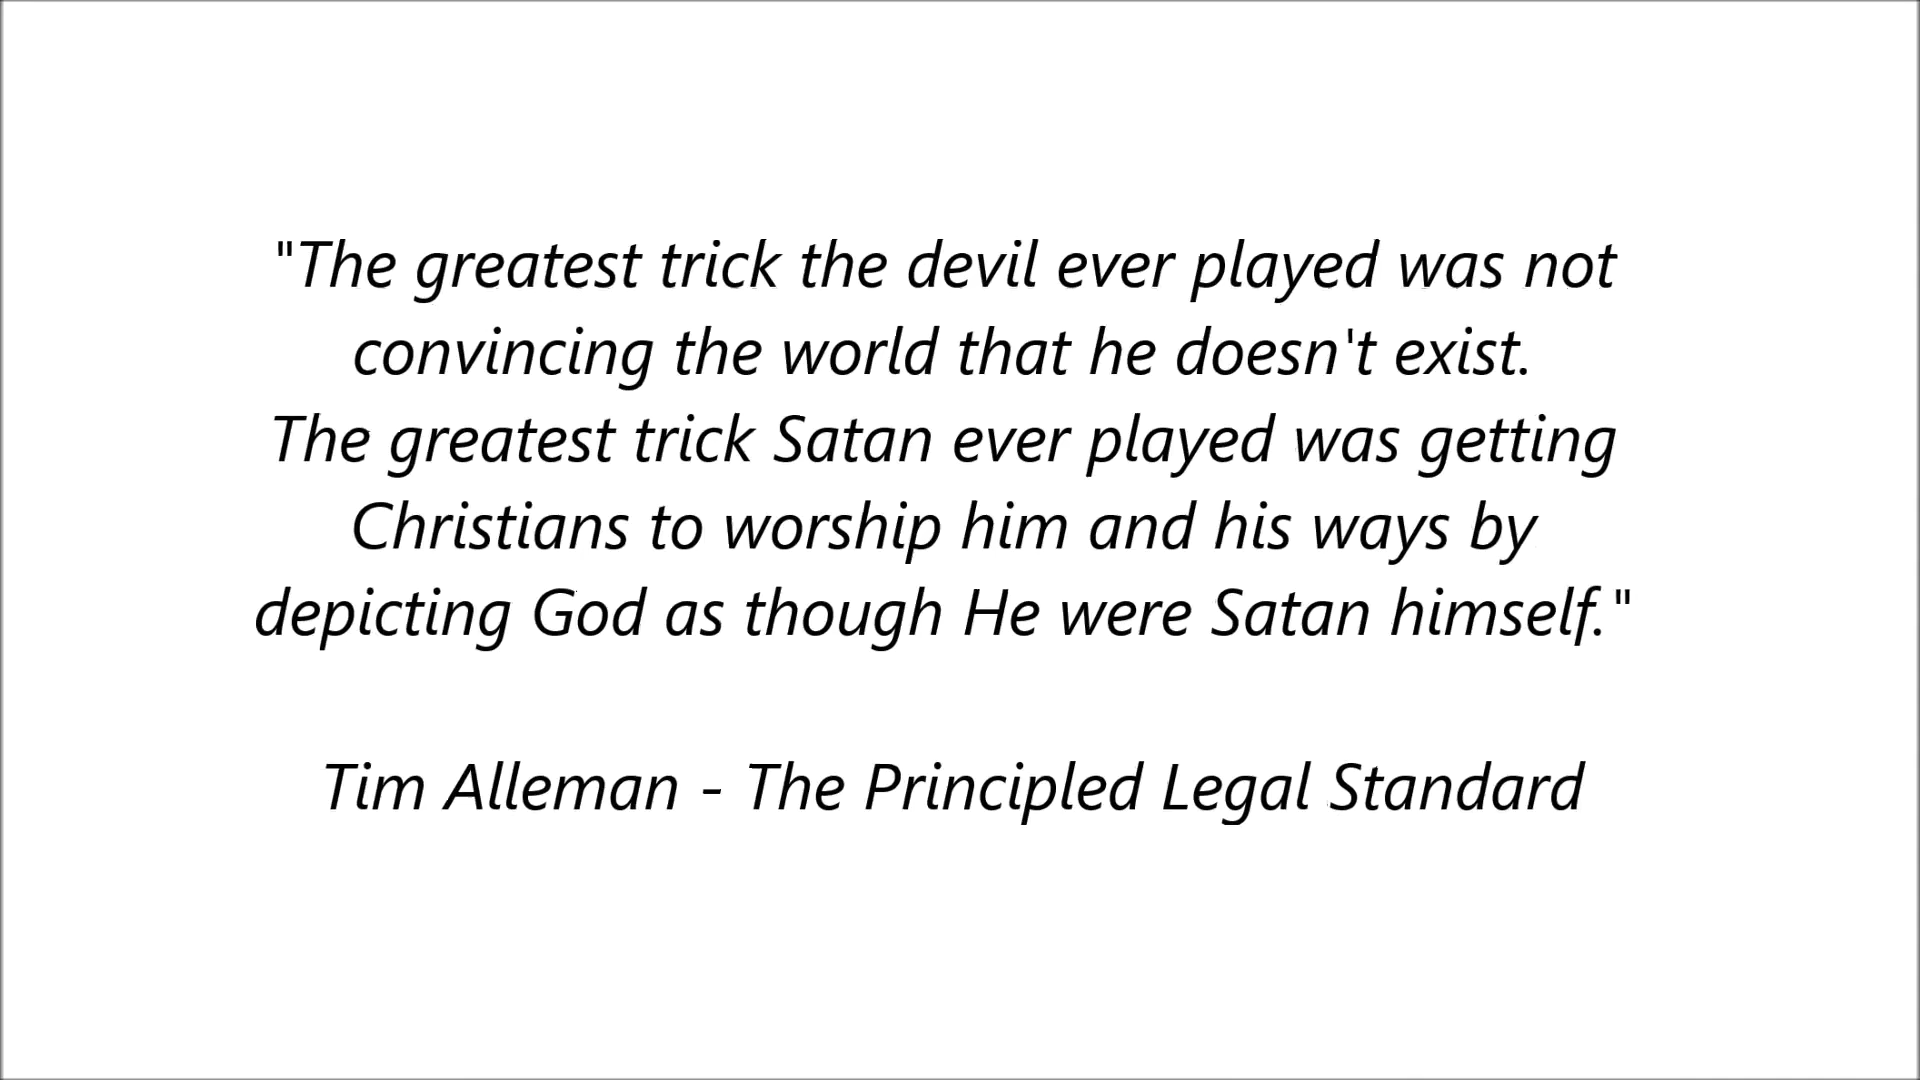 "The greatest trick the devil ever played was not
convincing the world that he doesn't exist.
The greatest trick Satan ever played was getting
Christians to worship him and his ways by
depicting God as though He were Satan himself."
Tim Alleman - The Principled Legal Standard